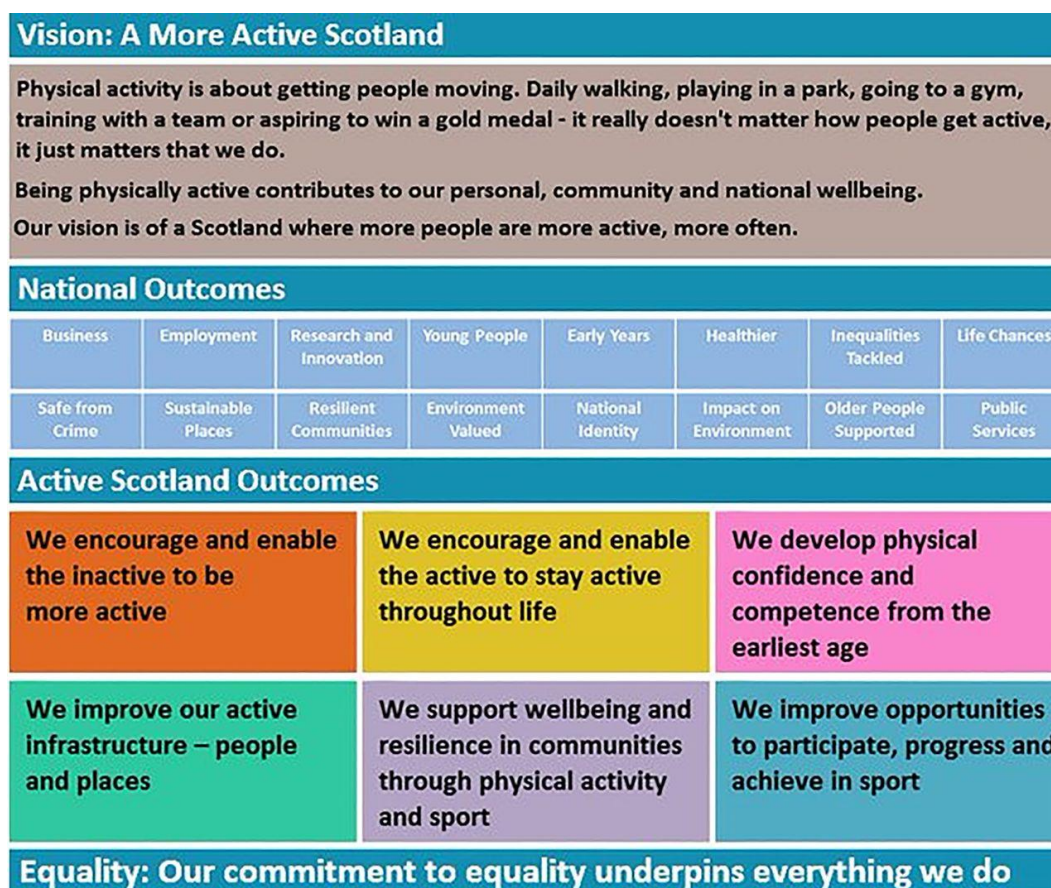 Vision: A More Active Scotland
Physical activity is about getting people moving. Daily walking, playing in a park, going to a gym,
training with a team or aspiring to win a gold medal - it really doesn't matter how people get active,
it just matters that we do.
Being physically active contributes to our personal, community and national wellbeing.
Our vision is of a Scotland where more people are more active, more often.
National Outcomes
Business
Employment
Research and
Innovation
Young People
Early Years
Healthier
Inequalities
Tackled
Life Chances
Safe from
Crime
Sustainable
Places
Resilient
Communities
Environment
Valued
National
Identity
Impact on
Environment
Older People
Supported
Public
Services
Active Scotland Outcomes
We encourage and enable
the inactive to be
more active
We encourage and enable
the active to stay active
throughout life
We develop physical
confidence and
competence from the
earliest age
We improve our active
infrastructure – people
and places
We support wellbeing and
resilience in communities
through physical activity
and sport
We improve opportunities
to participate, progress and
achieve in sport
Equality: Our commitment to equality underpins everything we do